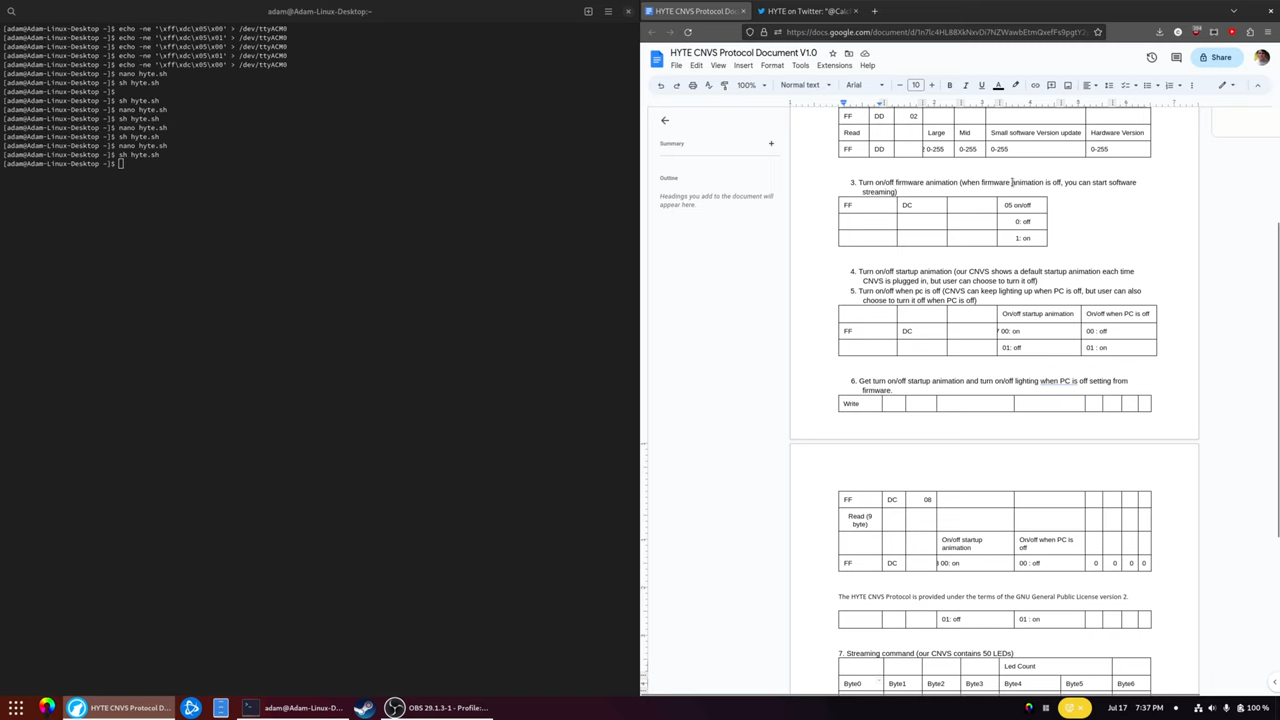 adam@Adam-Linux-Desktop:~
[adam@Adam-Linux-Desktop ~]$ echo -ne '\xff\xdc\x05\x00' > /dev/ttyACM0
[adam@Adam-Linux-Desktop ~]$ echo -ne '\xff\xdc\x05\x01' > /dev/ttyACM0
[adam@Adam-Linux-Desktop ~]$ echo -ne '\xff\xdc\x05\x00' > /dev/ttyACM0
[adam@Adam-Linux-Desktop ~]$ echo -ne '\xff\xdc\x05\x01' > /dev/ttyACM0
[adam@Adam-Linux-Desktop ~]$ echo -ne '\xff\xdc\x05\x00' > /dev/ttyACM0
[adam@Adam-Linux-Desktop ~]$ nano hyte.sh
[adam@Adam-Linux-Desktop ~]$ sh hyte.sh
[adam@Adam-Linux-Desktop ~]$
[adam@Adam-Linux-Desktop ~]$ sh hyte.sh
[adam@Adam-Linux-Desktop ~]$ nano hyte.sh
[adam@Adam-Linux-Desktop ~]$ sh hyte.sh
[adam@Adam-Linux-Desktop ~]$ nano hyte.sh
[adam@Adam-Linux-Desktop ~]$ sh hyte.sh
[adam@Adam-Linux-Desktop ~]$ nano hyte.sh
[adam@Adam-Linux-Desktop ~]$ sh hyte.sh
[adam@Adam-Linux-Desktop ~]$
HYTE CNVS Protocol Docume
HYTE on Twitter: "@Calc
HYTE CNVS Protocol Document V1.0
File Edit View Insert Format Tools Extensions Help
Share
100% Normal text Arial 10
Summary
Outline
Headings you add to the document will
appear here.
FF DD 02
Read Large Mid Small software Version update Hardware Version
FF DD 0-255 0-255 0-255 0-255
3. Turn on/off firmware animation (when firmware animation is off, you can start software
streaming)
FF DC 05 on/off
0: off
1: on
4. Turn on/off startup animation (our CNVS shows a default startup animation each time
CNVS is plugged in, but user can choose to turn it off)
5. Turn on/off when pc is off (CNVS can keep lighting up when PC is off, but user can also
choose to turn it off when PC is off)
On/off startup animation On/off when PC is off
FF DC 00: on 00 : off
01: off 01 : on
6. Get turn on/off startup animation and turn on/off lighting when PC is off setting from
firmware.
Write
FF DC 08
Read (9
byte)
On/off startup
animation
On/off when PC is
off
FF DC 00: on 00 : off 0 0 0 0
The HYTE CNVS Protocol is provided under the terms of the GNU General Public License version 2.
01: off 01 : on
7. Streaming command (our CNVS contains 50 LEDs)
Led Count
Byte0 Byte1 Byte2 Byte3 Byte4 Byte5 Byte6
HYTE CNVS Protocol D...
adam@Adam-Linux-Des...
OBS 29.1.3-1 - Profile:...
Jul 17 7:37 PM 100 %